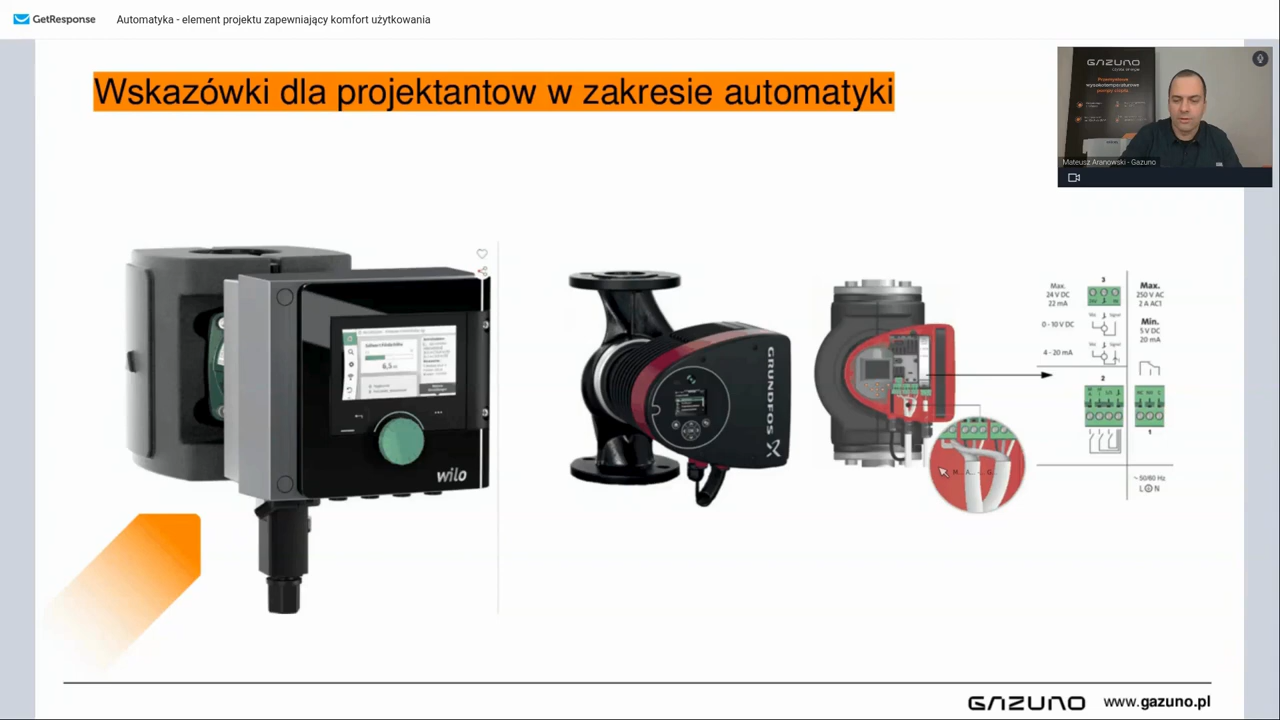 GetResponse
Automatyka - element projektu zapewniający komfort użytkowania
Wskazówki dla projektantow w zakresie automatyki
GAZUNO
Mateusz Aranowski - Gazuno
6,5
wilo
GRUNDFOS X
Max.
24 V DC
22 mA
0 - 10 V DC
4 - 20 mA
3
Max.
250 V AC
2 A AC1
Min.
5 V DC
20 mA
2
1
~ 50/60 Hz
L N
M... A... -... G...
GAZUNO
www.gazuno.pl